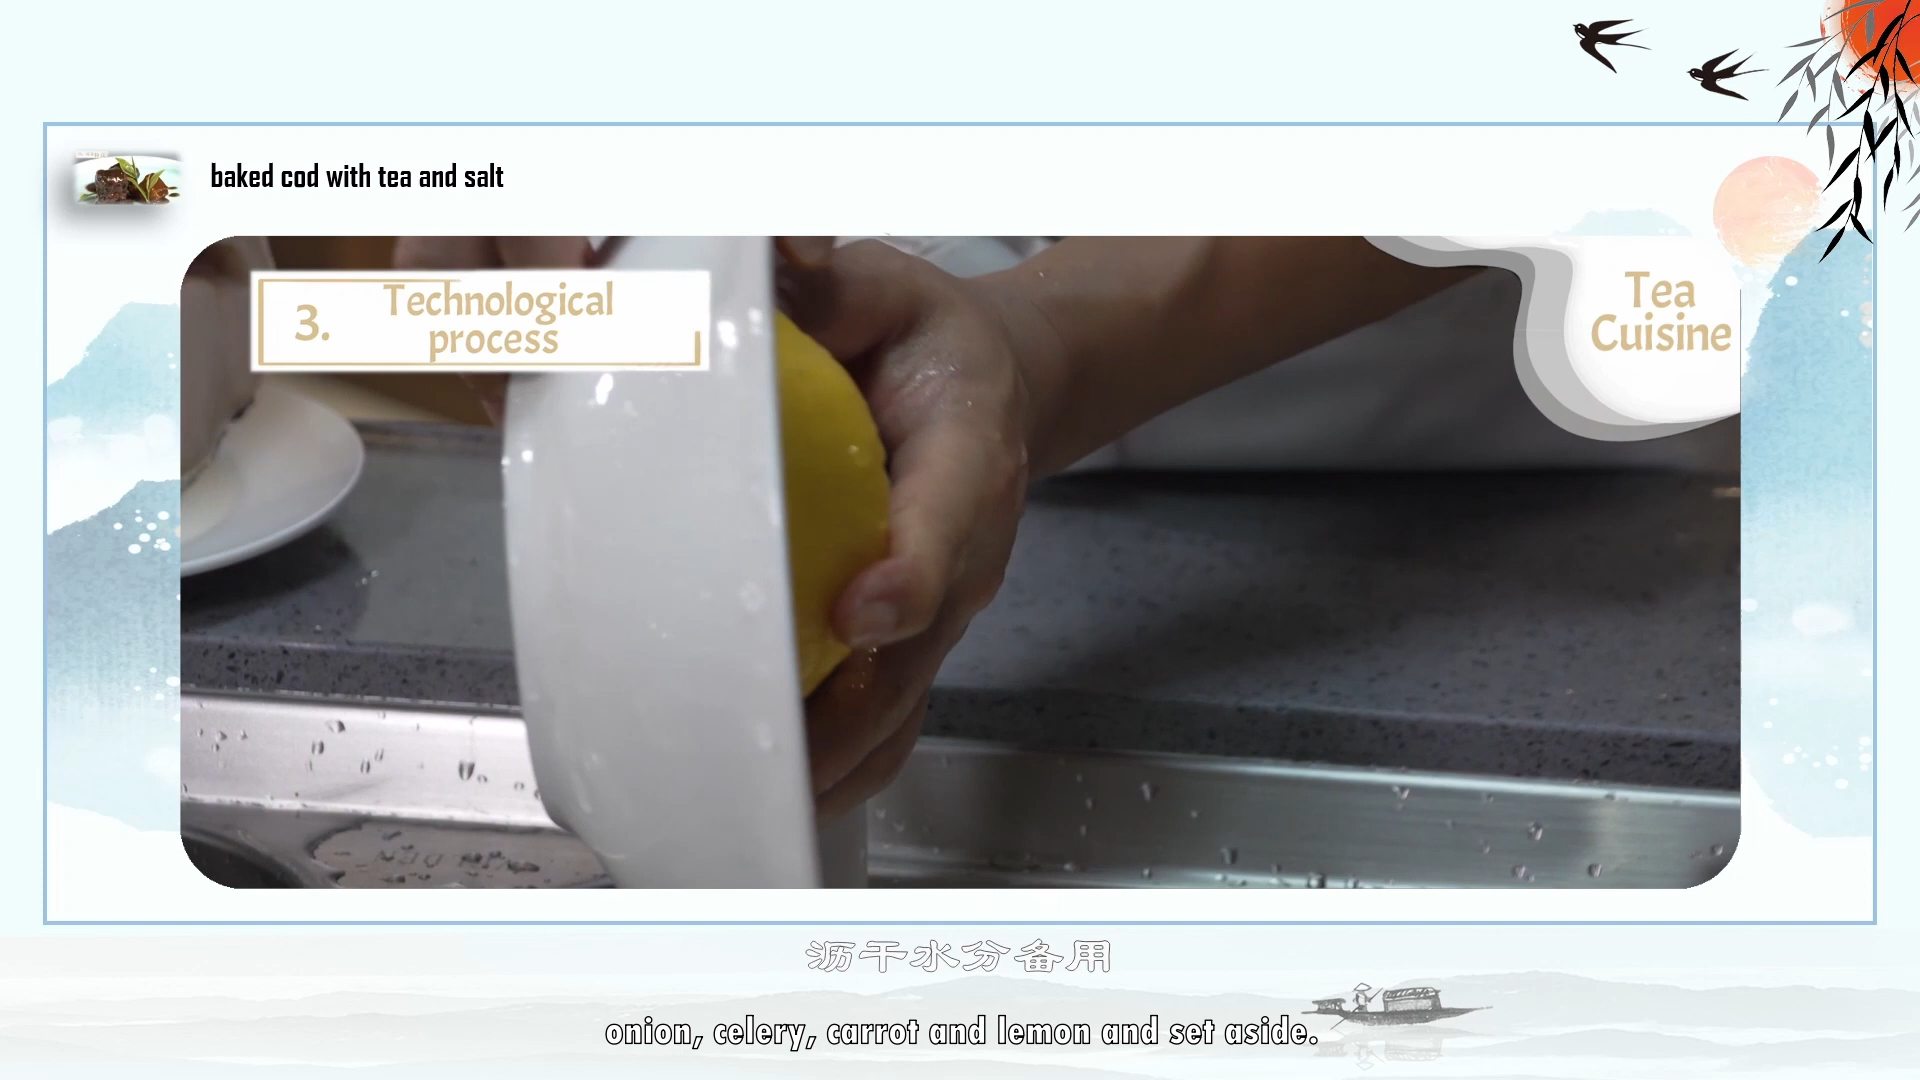 baked cod with tea and salt
3.
Technological
process
Tea
Cuisine
沥干水分备用
onion, celery, carrot and lemon and set aside.